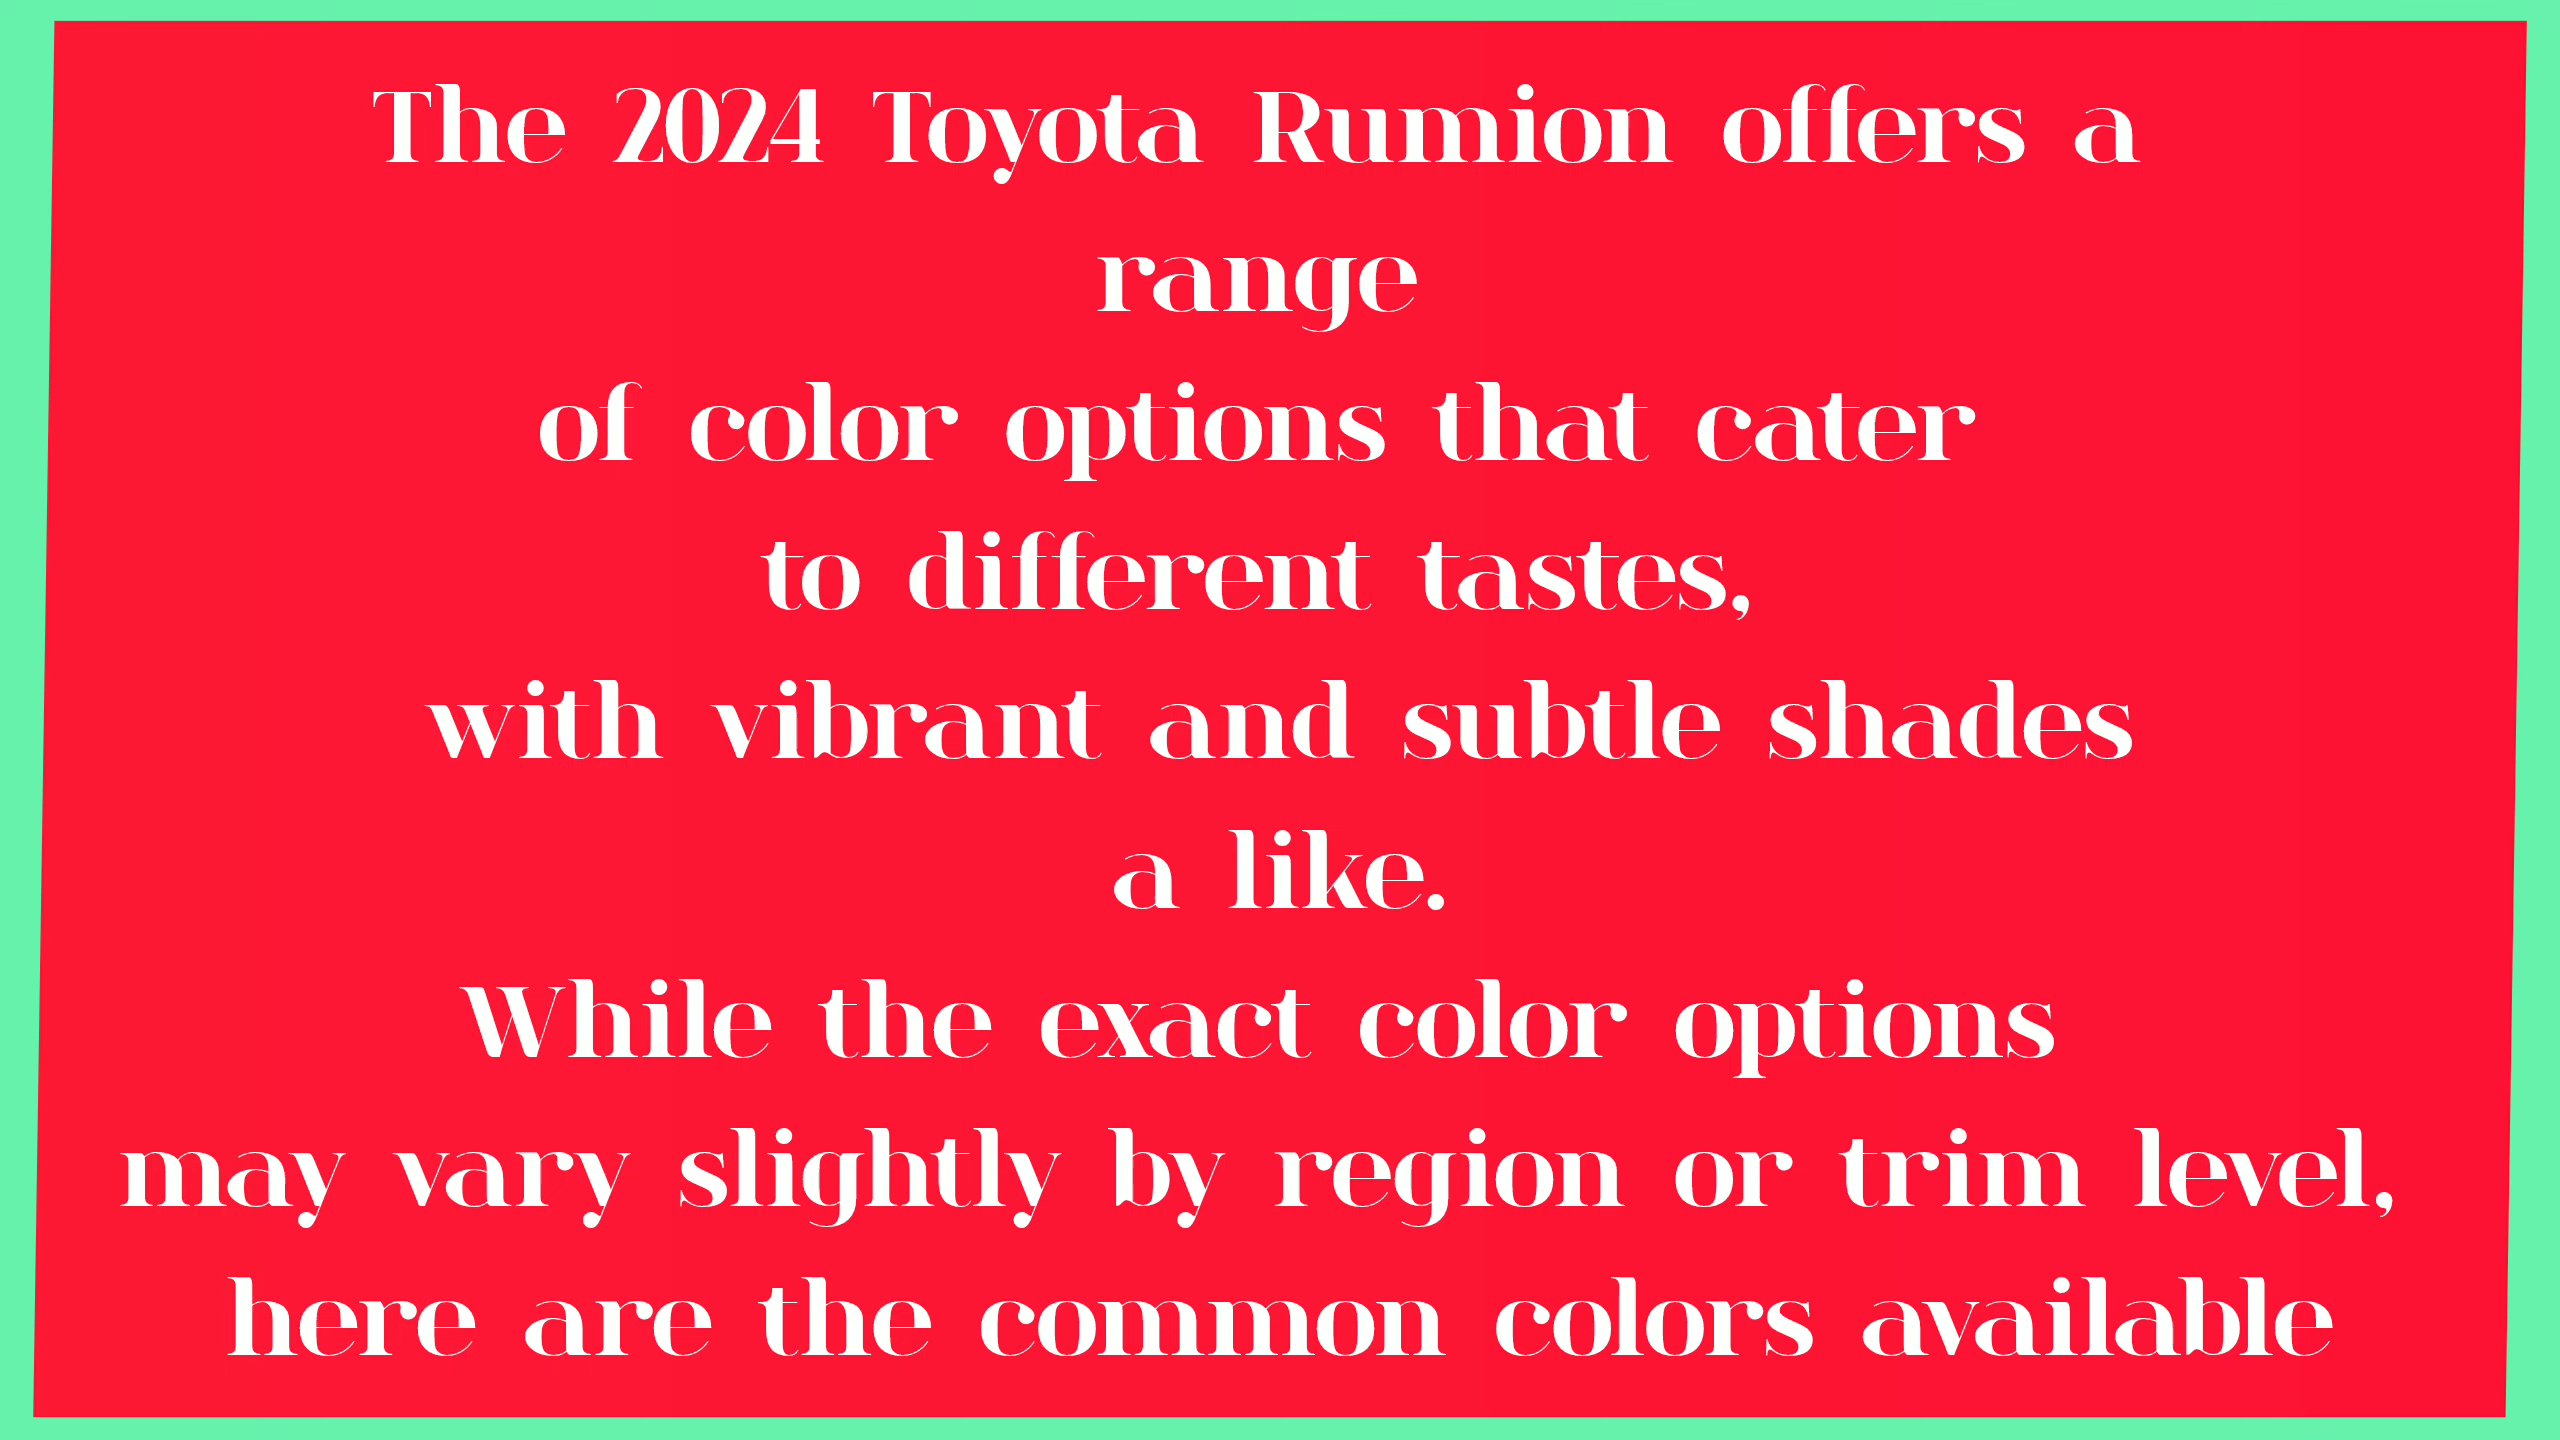 The 2024 Toyota Rumion offers a
range
of color options that cater
to different tastes,
with vibrant and subtle shades
a like.
While the exact color options
may vary slightly by region or trim level,
here are the common colors available